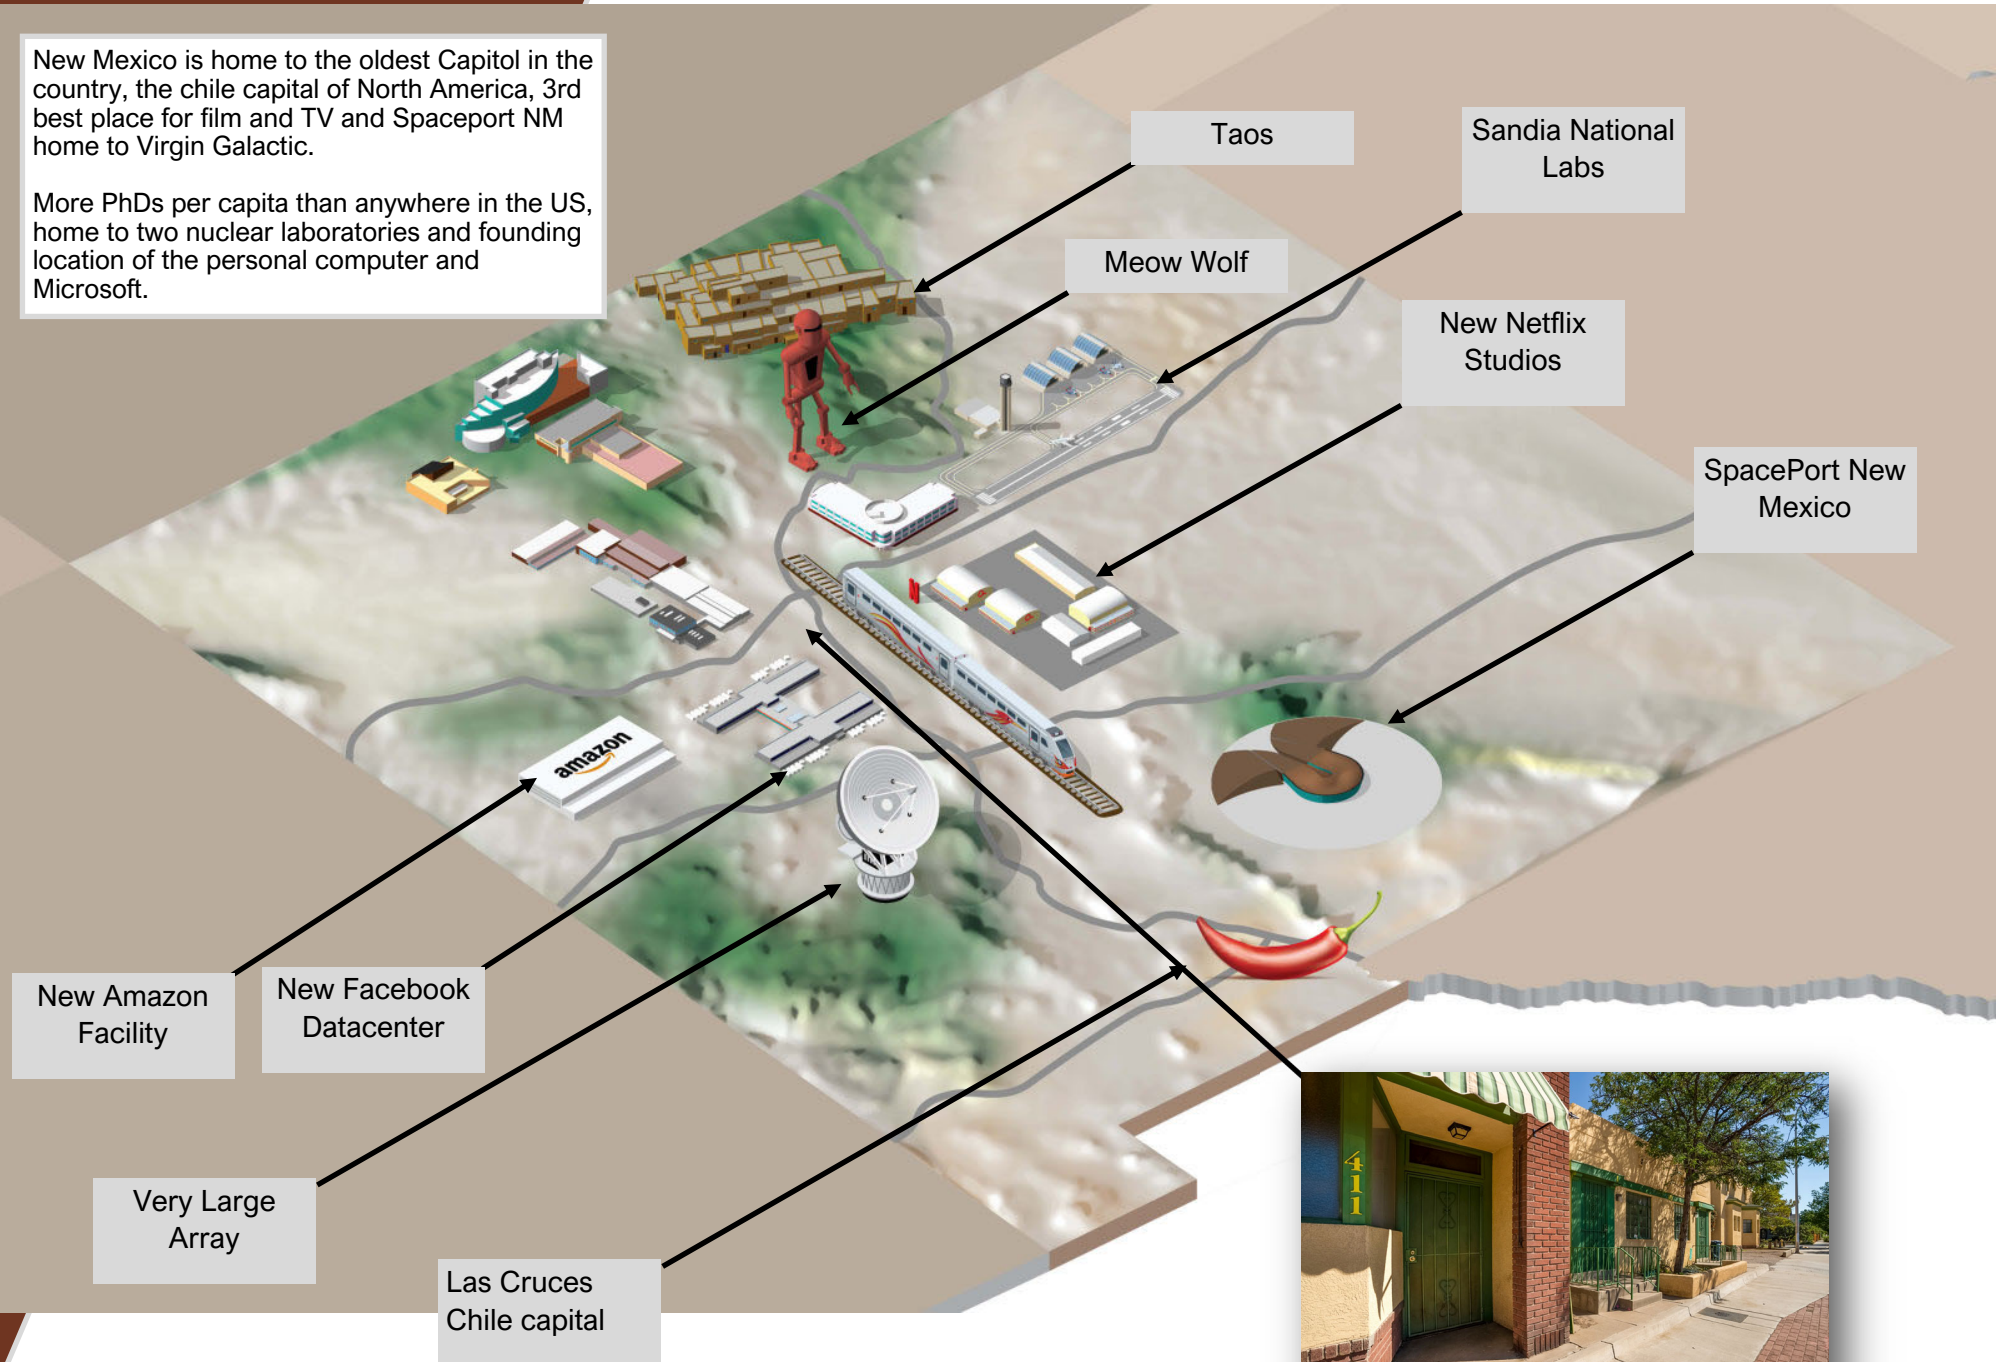 New Mexico is home to the oldest Capitol in the
country, the chile capital of North America, 3rd
best place for film and TV and Spaceport NM
home to Virgin Galactic.
More PhDs per capita than anywhere in the US,
home to two nuclear laboratories and founding
location of the personal computer and
Microsoft.
Taos
Sandia National
Labs
Meow Wolf
New Netflix
Studios
SpacePort New
Mexico
N
amazon
New Amazon
Facility
New Facebook
Datacenter
Very Large
Array
Las Cruces
Chile capital
411